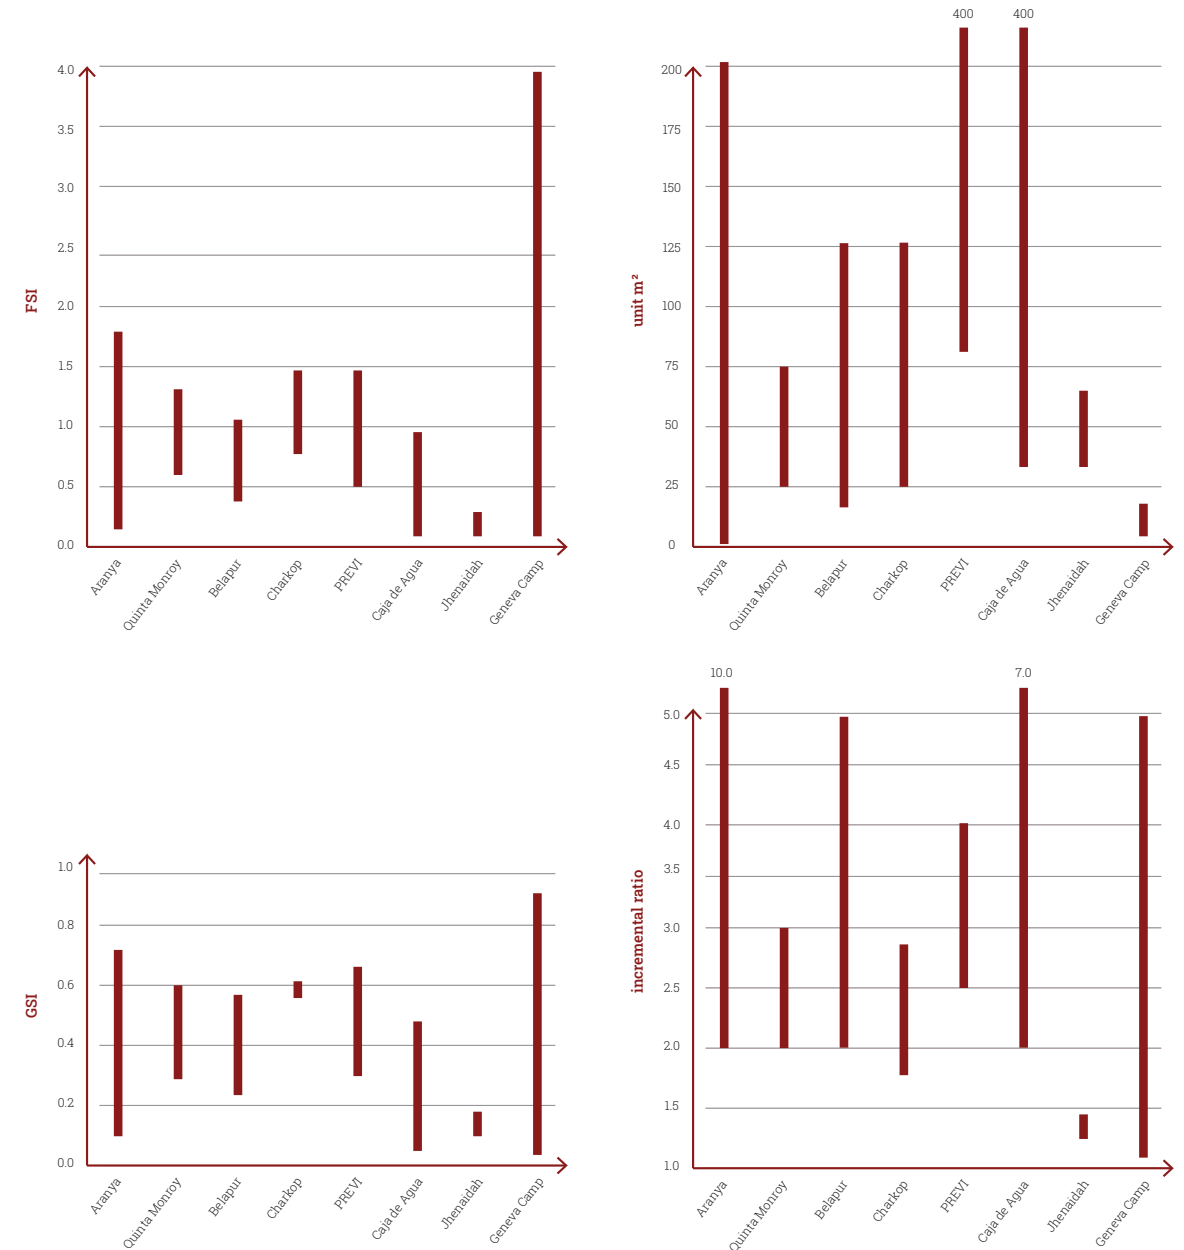 4.0
3.5
3.0
2.5
2.0
1.5
1.0
0.5
0.0
FSI
Aranya
Quinta Monroy
Belapur
Charkop
PREVI
Caja de Agua
Jhenaidah
Geneva Camp
400 400
200
175
150
125
100
75
50
25
0
unit m²
Aranya
Quinta Monroy
Belapur
Charkop
PREVI
Caja de Agua
Jhenaidah
Geneva Camp
1.0
0.8
0.6
0.4
0.2
0.0
GSI
Aranya
Quinta Monroy
Belapur
Charkop
PREVI
Caja de Agua
Jhenaidah
Geneva Camp
10.0 7.0
5.0
4.5
4.0
3.5
3.0
2.5
2.0
1.5
1.0
incremental ratio
Aranya
Quinta Monroy
Belapur
Charkop
PREVI
Caja de Agua
Jhenaidah
Geneva Camp